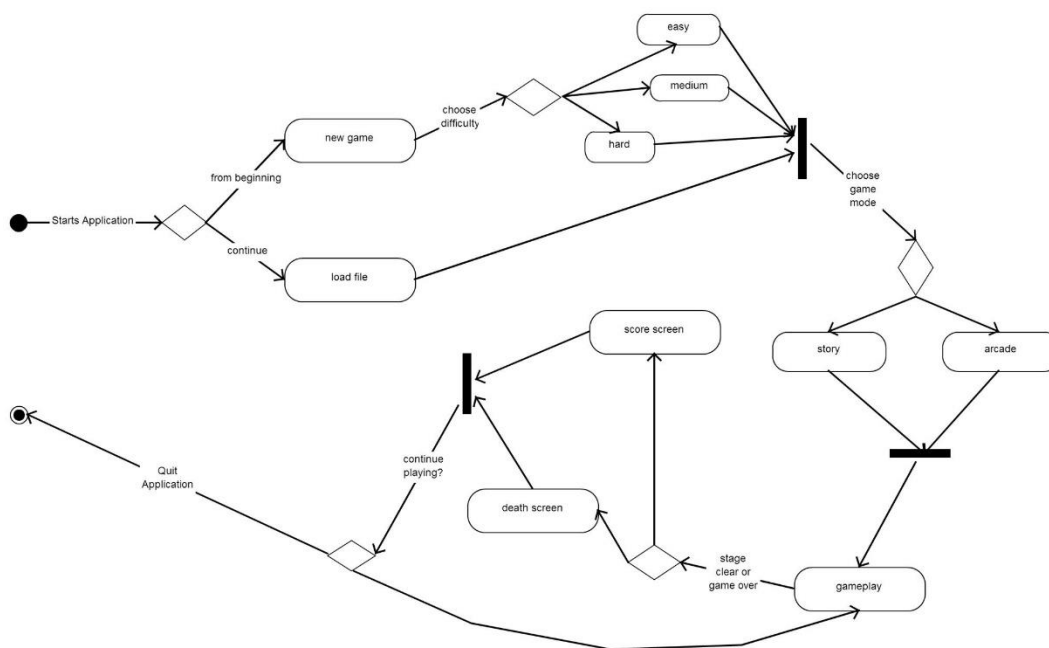 easy
medium
hard
choose
difficulty
new game
from beginning
Starts Application
continue
load file
choose
game
mode
story
arcade
score screen
continue
playing?
Quit
Application
death screen
stage
clear or
game over
gameplay